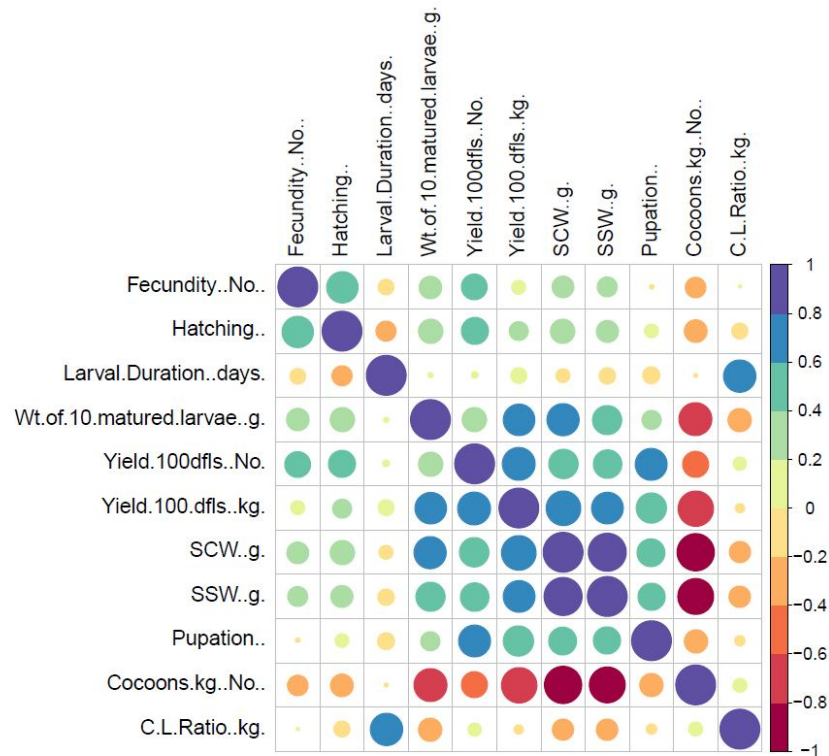 Fecundity..No..
Hatching..
Larval.Duration..days.
Wt.of.10.matured.larvae..g.
Yield.100dfls..No.
Yield.100.dfls..kg.
SCW..g.
SSW..g.
Pupation..
Cocoons.kg..No..
C.L.Ratio..kg.
Fecundity..No..
Hatching..
Larval.Duration..days.
Wt.of.10.matured.larvae..g.
Yield.100dfls..No.
Yield.100.dfls..kg.
SCW..g.
SSW..g.
Pupation..
Cocoons.kg..No..
C.L.Ratio..kg.
1
0.8
0.6
0.4
0.2
0
−0.2
−0.4
−0.6
−0.8
−1